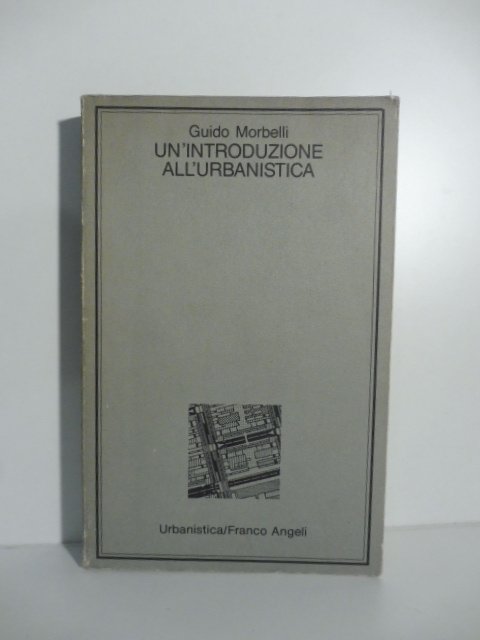 Guido Morbelli
UN'INTRODUZIONE
ALL'URBANISTICA
Urbanistica/Franco Angeli